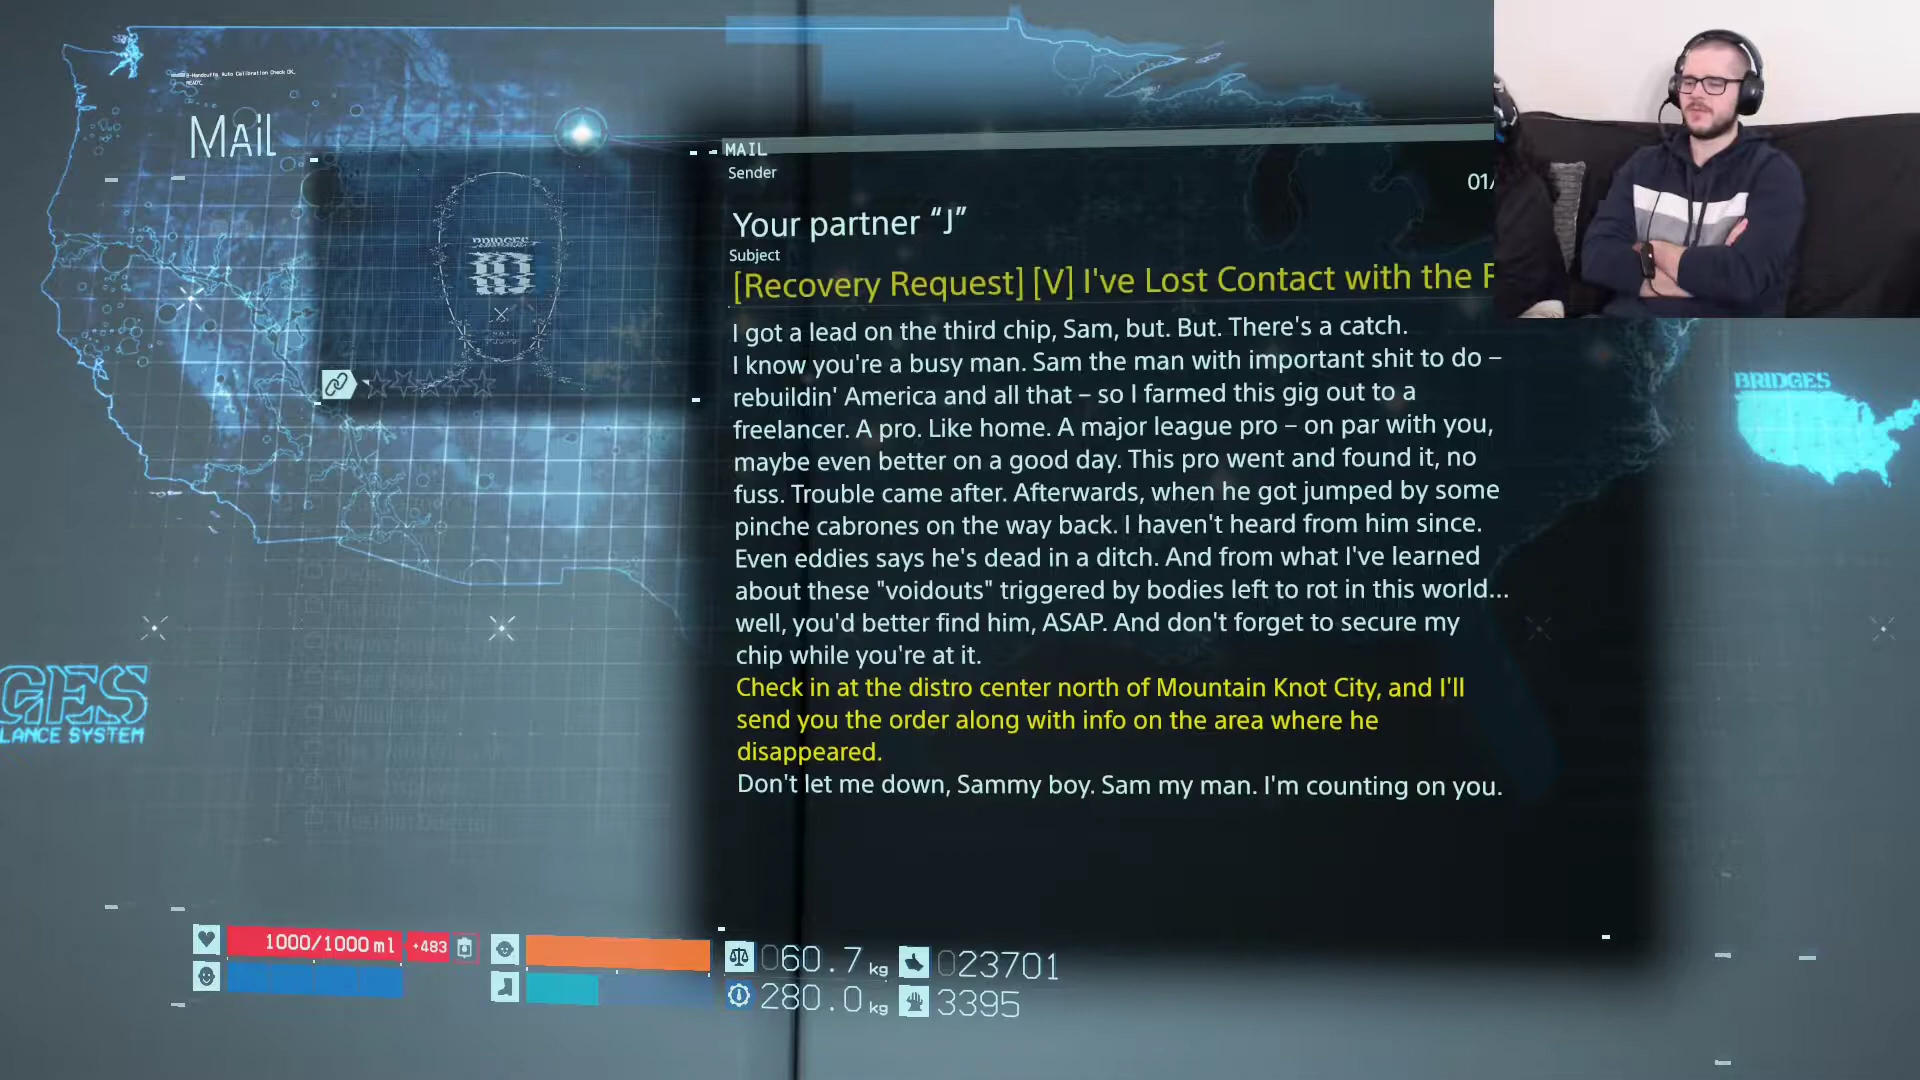 MAIL
B-Handcuffs Auto Calibration Check OK.
READY.
BRIDGES
MAIL
Sender
01/
Your partner “J”
Subject
[Recovery Request] [V] I've Lost Contact with the
I got a lead on the third chip, Sam, but. But. There's a catch.
I know you're a busy man. Sam the man with important shit to do –
rebuildin' America and all that – so I farmed this gig out to a
freelancer. A pro. Like home. A major league pro – on par with you,
maybe even better on a good day. This pro went and found it, no
fuss. Trouble came after. Afterwards, when he got jumped by some
pinche cabrones on the way back. I haven't heard from him since.
Even eddies says he's dead in a ditch. And from what I've learned
about these "voidouts" triggered by bodies left to rot in this world...
well, you'd better find him, ASAP. And don't forget to secure my
chip while you're at it.
Check in at the distro center north of Mountain Knot City, and I'll
send you the order along with info on the area where he
disappeared.
Don't let me down, Sammy boy. Sam my man. I'm counting on you.
BRIDGES
GES
LANCE SYSTEM
1000/1000 ml +483
060.7 kg
023701
280.0 kg
3395